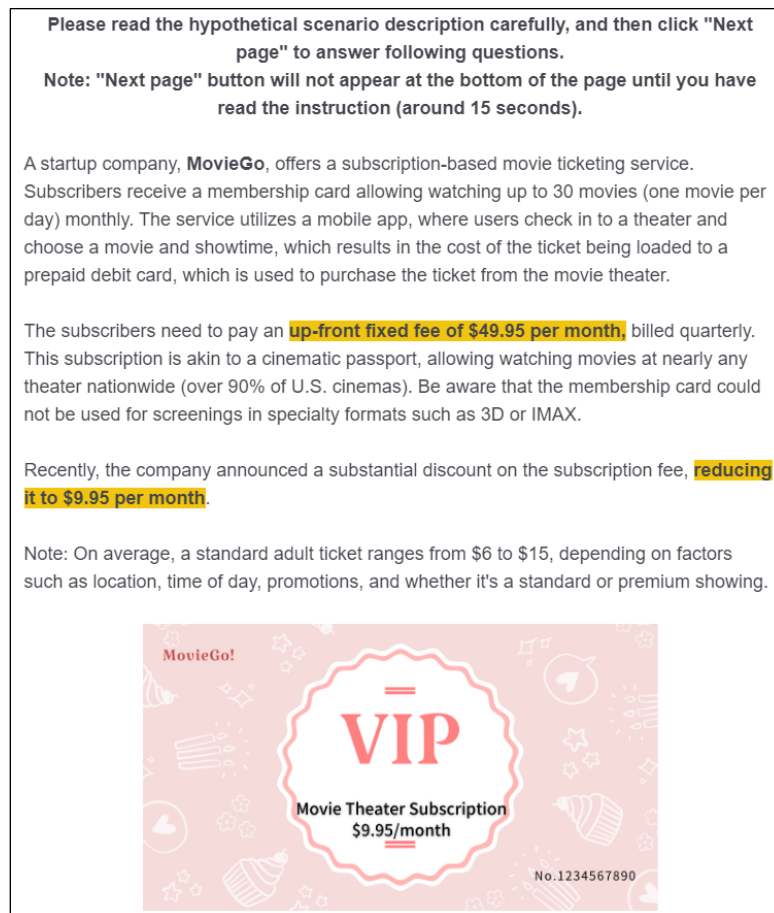 Please read the hypothetical scenario description carefully, and then click "Next
page" to answer following questions.
Note: "Next page" button will not appear at the bottom of the page until you have
read the instruction (around 15 seconds).
A startup company, MovieGo, offers a subscription-based movie ticketing service.
Subscribers receive a membership card allowing watching up to 30 movies (one movie per
day) monthly. The service utilizes a mobile app, where users check in to a theater and
choose a movie and showtime, which results in the cost of the ticket being loaded to a
prepaid debit card, which is used to purchase the ticket from the movie theater.
The subscribers need to pay an up-front fixed fee of $49.95 per month, billed quarterly.
This subscription is akin to a cinematic passport, allowing watching movies at nearly any
theater nationwide (over 90% of U.S. cinemas). Be aware that the membership card could
not be used for screenings in specialty formats such as 3D or IMAX.
Recently, the company announced a substantial discount on the subscription fee, reducing
it to $9.95 per month.
Note: On average, a standard adult ticket ranges from $6 to $15, depending on factors
such as location, time of day, promotions, and whether it's a standard or premium showing.
MovieGo!
VIP
Movie Theater Subscription
$9.95/month
No.1234567890